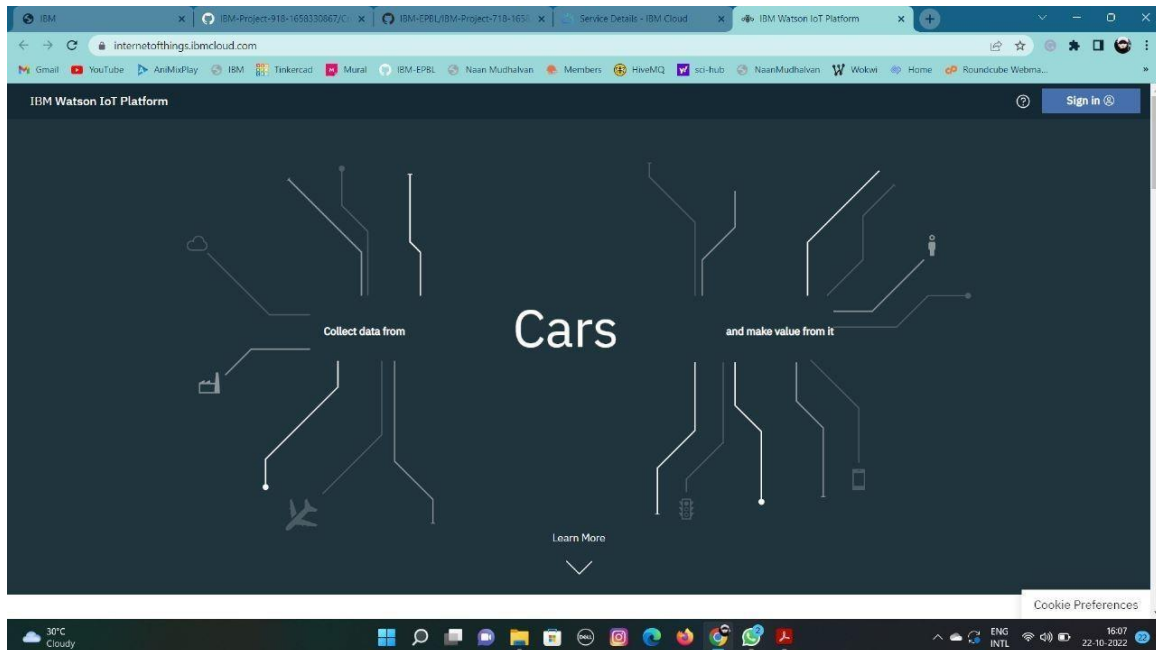 IBM
IBM-Project-918-1658330867/C
IBM-EPBL/IBM-Project-718-165
Service Details - IBM Cloud
IBM Watson IoT Platform
internetofthings.ibmcloud.com
Gmail YouTube AniMixPlay IBM Tinkercad Mural IBM-EPBL Naan Mudhalvan Members HiveMQ sci-hub NaanMudhalvan Wokwi Home Roundcube Webma...
IBM Watson IoT Platform
Sign in
Collect data from
Cars
and make value from it
Learn More
Cookie Preferences
30°C
Cloudy
ENG
INTL
16:07
22-10-2022
22